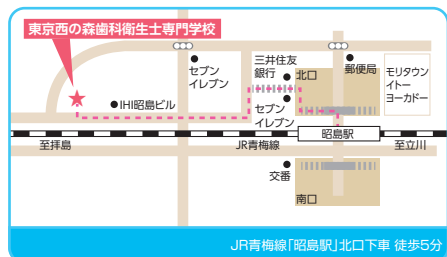 東京西の森歯科衛生士専門学校
三井住友
銀行
北口
郵便局
セブン
イレブン
モリタウン
イトー
ヨーカドー
IHI昭島ビル
セブン
イレブン
昭島駅
至拝島
JR青梅線
至立川
交番
南口
JR青梅線「昭島駅」北口下車 徒歩5分